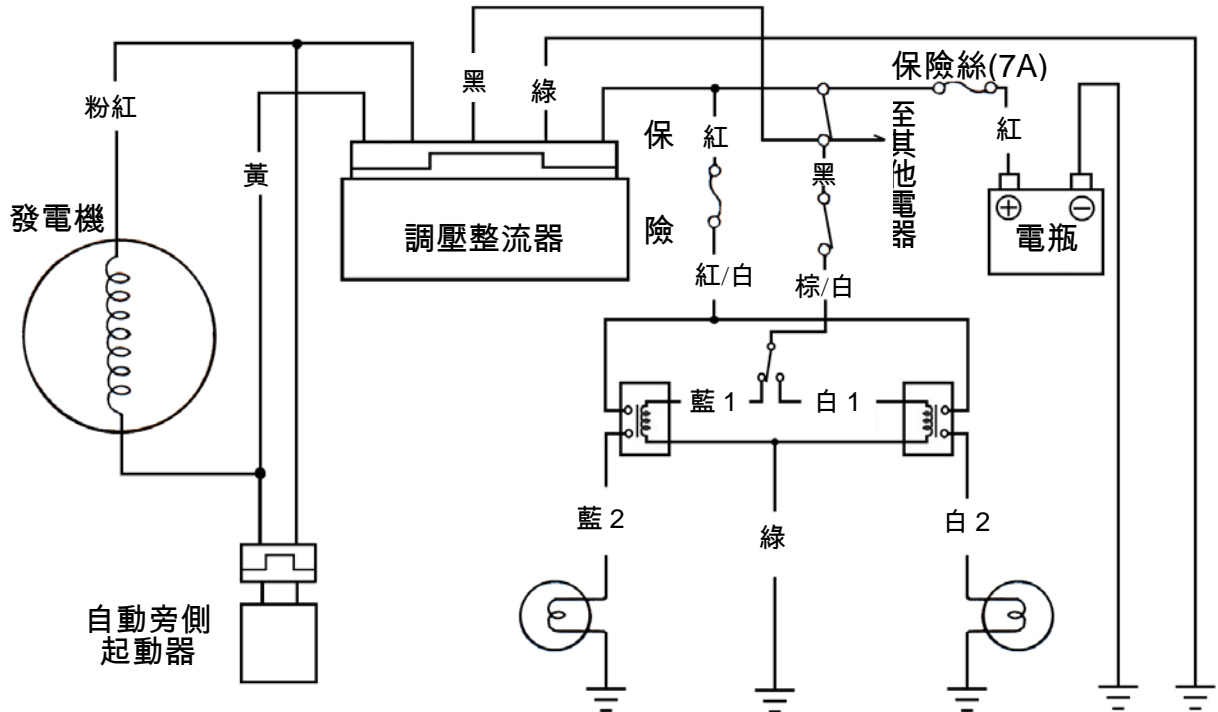 保險絲(7A)
黑
綠
粉紅
保
險
紅
黃
黑
至其他電器
紅
發電機
調壓整流器
電瓶
紅/白
棕/白
藍 1
白 1
藍 2
綠
白 2
自動旁側
起動器